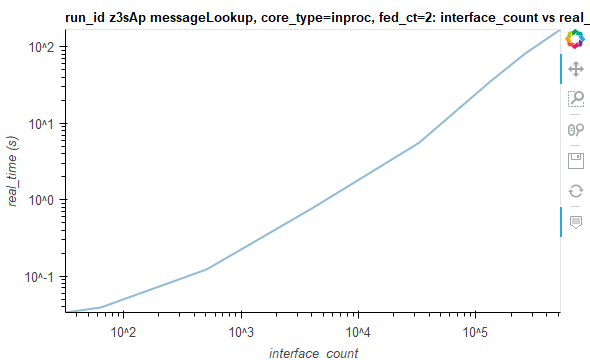 run_id z3sAp messageLookup, core_type=inproc, fed_ct=2: interface_count vs real_
10^2
10^1
10^0
10^-1
real_time (s)
10^2
10^3
10^4
10^5
interface_count